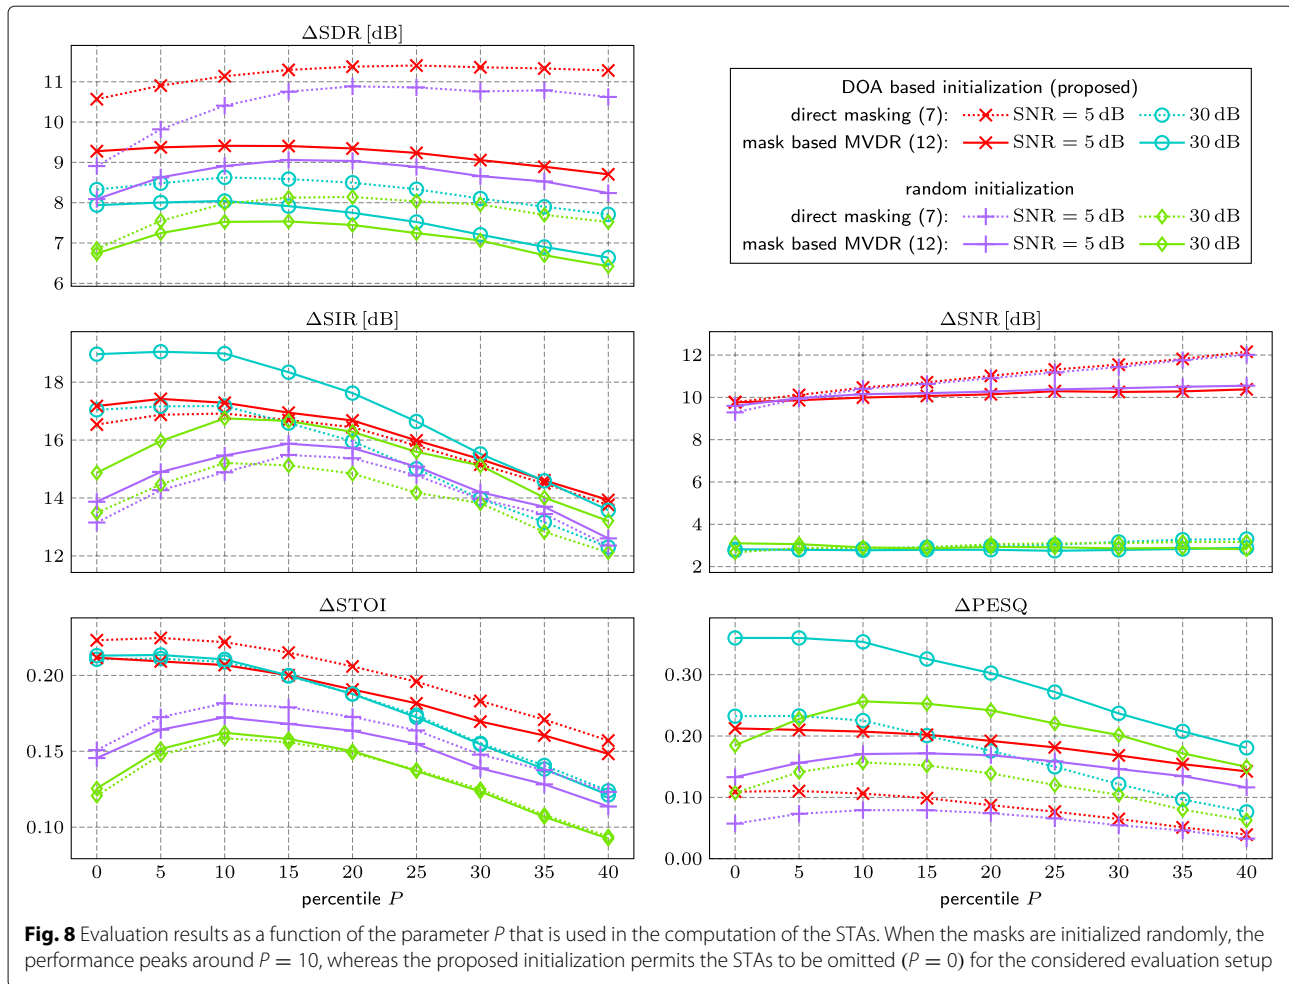 ΔSDR [dB]
11
10
9
8
7
6
DOA based initialization (proposed)
direct masking (7): SNR = 5 dB 30 dB
mask based MVDR (12): SNR = 5 dB 30 dB
random initialization
direct masking (7): SNR = 5 dB 30 dB
mask based MVDR (12): SNR = 5 dB 30 dB
ΔSIR [dB]
18
16
14
12
ΔSNR [dB]
12
10
8
6
4
2
ΔSTOI
0.20
0.15
0.10
0 5 10 15 20 25 30 35 40
percentile P
ΔPESQ
0.30
0.20
0.10
0.00
0 5 10 15 20 25 30 35 40
percentile P
Fig. 8 Evaluation results as a function of the parameter P that is used in the computation of the STAs. When the masks are initialized randomly, the
performance peaks around P = 10, whereas the proposed initialization permits the STAs to be omitted (P = 0) for the considered evaluation setup